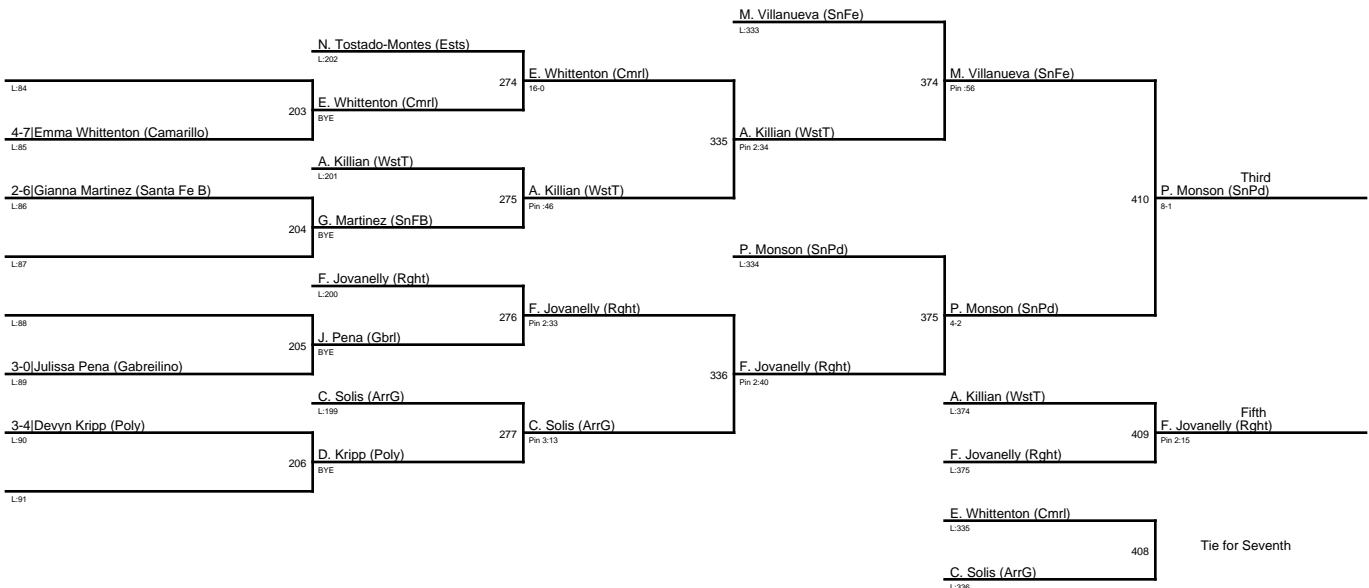 M. Villanueva (SnFe)
L:333
N. Tostado-Montes (Ests)
L:202
274
E. Whittenton (Cmrl)
16-0
374
M. Villanueva (SnFe)
Pin :56
L:84
203
E. Whittenton (Cmrl)
BYE
4-7|Emma Whittenton (Camarillo)
L:85
335
A. Killian (WstT)
Pin 2:34
A. Killian (WstT)
L:201
2-6|Gianna Martinez (Santa Fe B)
L:86
275
A. Killian (WstT)
Pin :46
410
Third
P. Monson (SnPd)
8-1
204
G. Martinez (SnFB)
BYE
L:87
P. Monson (SnPd)
L:334
F. Jovanelly (Rght)
L:200
276
F. Jovanelly (Rght)
Pin 2:33
375
P. Monson (SnPd)
4-2
L:88
205
J. Pena (Gbrl)
BYE
3-0|Julissa Pena (Gabreilino)
L:89
336
F. Jovanelly (Rght)
Pin 2:40
C. Solis (ArrG)
L:199
A. Killian (WstT)
L:374
3-4|Devyn Kripp (Poly)
L:90
277
C. Solis (ArrG)
Pin 3:13
409
Fifth
F. Jovanelly (Rght)
Pin 2:15
206
D. Kripp (Poly)
BYE
F. Jovanelly (Rght)
L:375
L:91
E. Whittenton (Cmrl)
L:335
408
Tie for Seventh
C. Solis (ArrG)
L:336